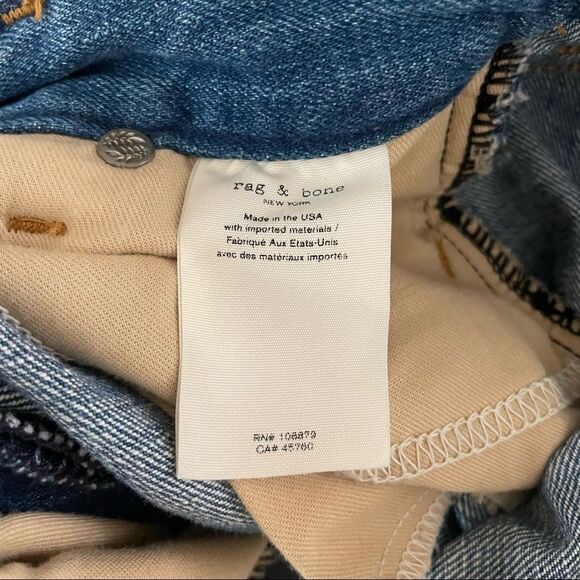 rag & bone
NEW YORK
Made in the USA
with imported materials /
Fabriqué Aux Etats-Unis
avec des matériaux importés
RN# 108879
CA# 45760